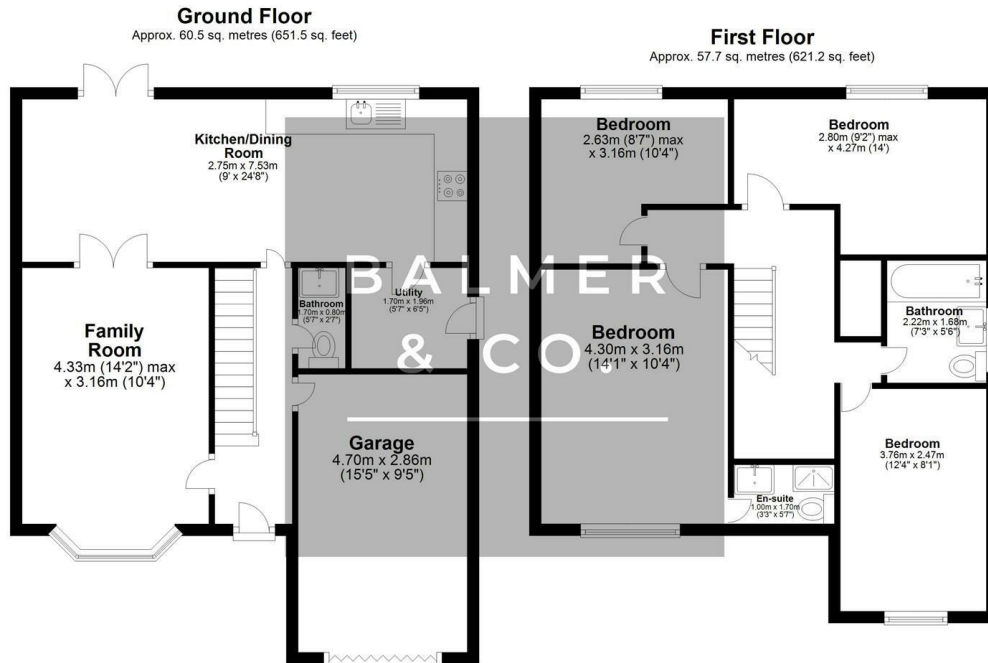 Ground Floor
Approx. 60.5 sq. metres (651.5 sq. feet)
Kitchen/Dining
Room
2.75m x 7.53m
(9' x 24'8")
Bathroom
1.70m x 0.80m
(5'7" x 2'7")
Utility
1.70m x 1.96m
(5'7" x 6'5")
Family
Room
4.33m (14'2") max
x 3.16m (10'4")
Garage
4.70m x 2.86m
(15'5" x 9'5")
First Floor
Approx. 57.7 sq. metres (621.2 sq. feet)
Bedroom
2.63m (8'7") max
x 3.16m (10'4")
Bedroom
2.80m (9'2") max
x 4.27m (14')
Bedroom
4.30m x 3.16m
(14'1" x 10'4")
Bathroom
2.22m x 1.68m
(7'3" x 5'6")
Bedroom
3.76m x 2.47m
(12'4" x 8'1")
En-suite
1.00m x 1.70m
(3'3" x 5'7")
BALMER
& CO.